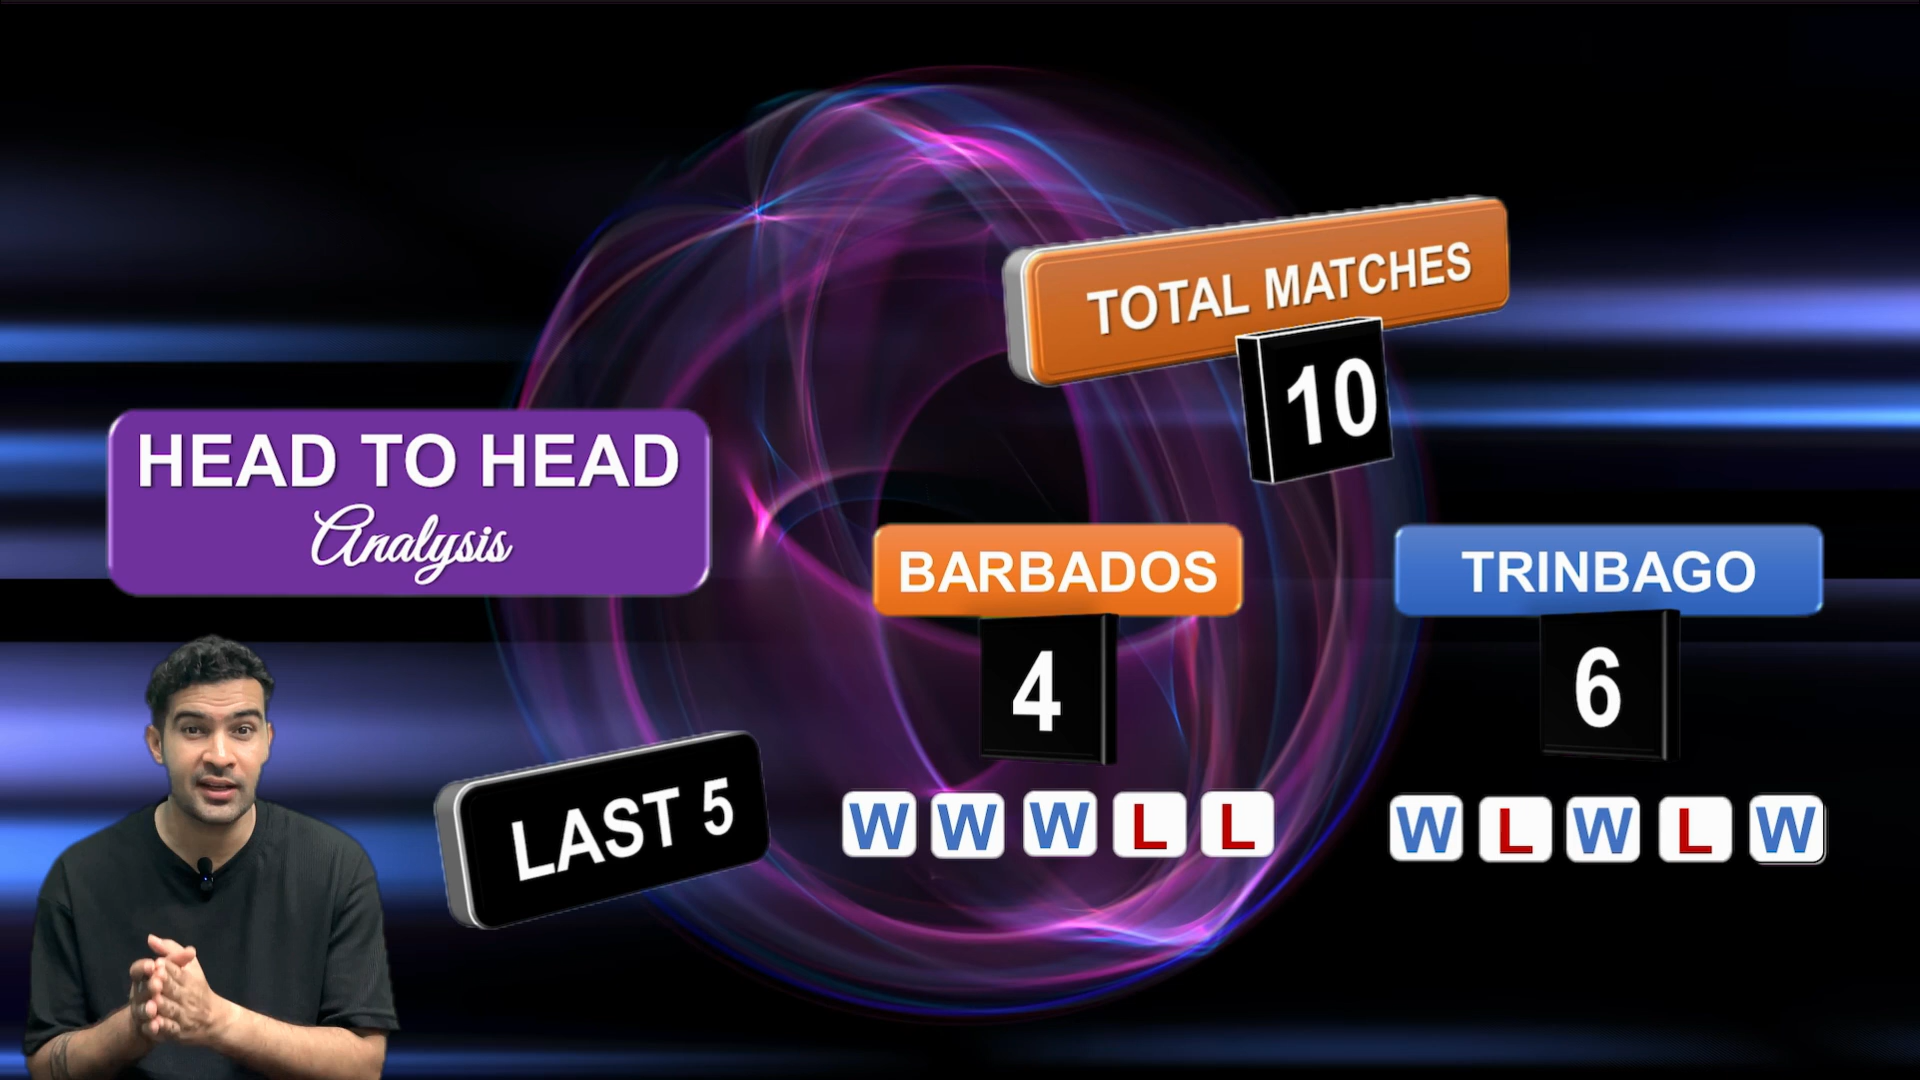 TOTAL MATCHES
10
HEAD TO HEAD
Analysis
BARBADOS
TRINBAGO
4
6
LAST 5
W W W L L
W L W L W